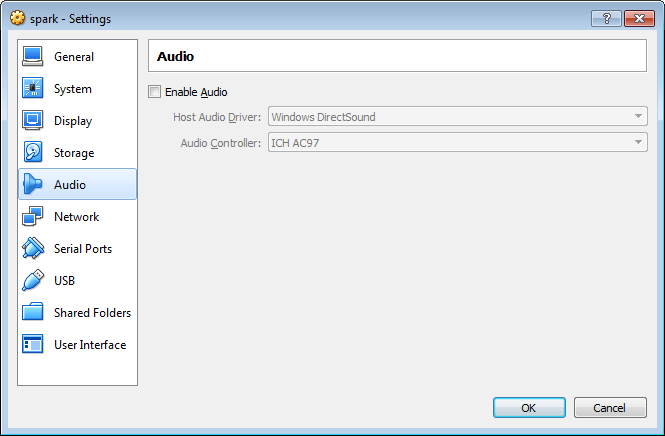 spark - Settings
General
System
Display
Storage
Audio
Network
Serial Ports
USB
Shared Folders
User Interface
Audio
Enable Audio
Host Audio Driver: Windows DirectSound
Audio Controller: ICH AC97
OK Cancel